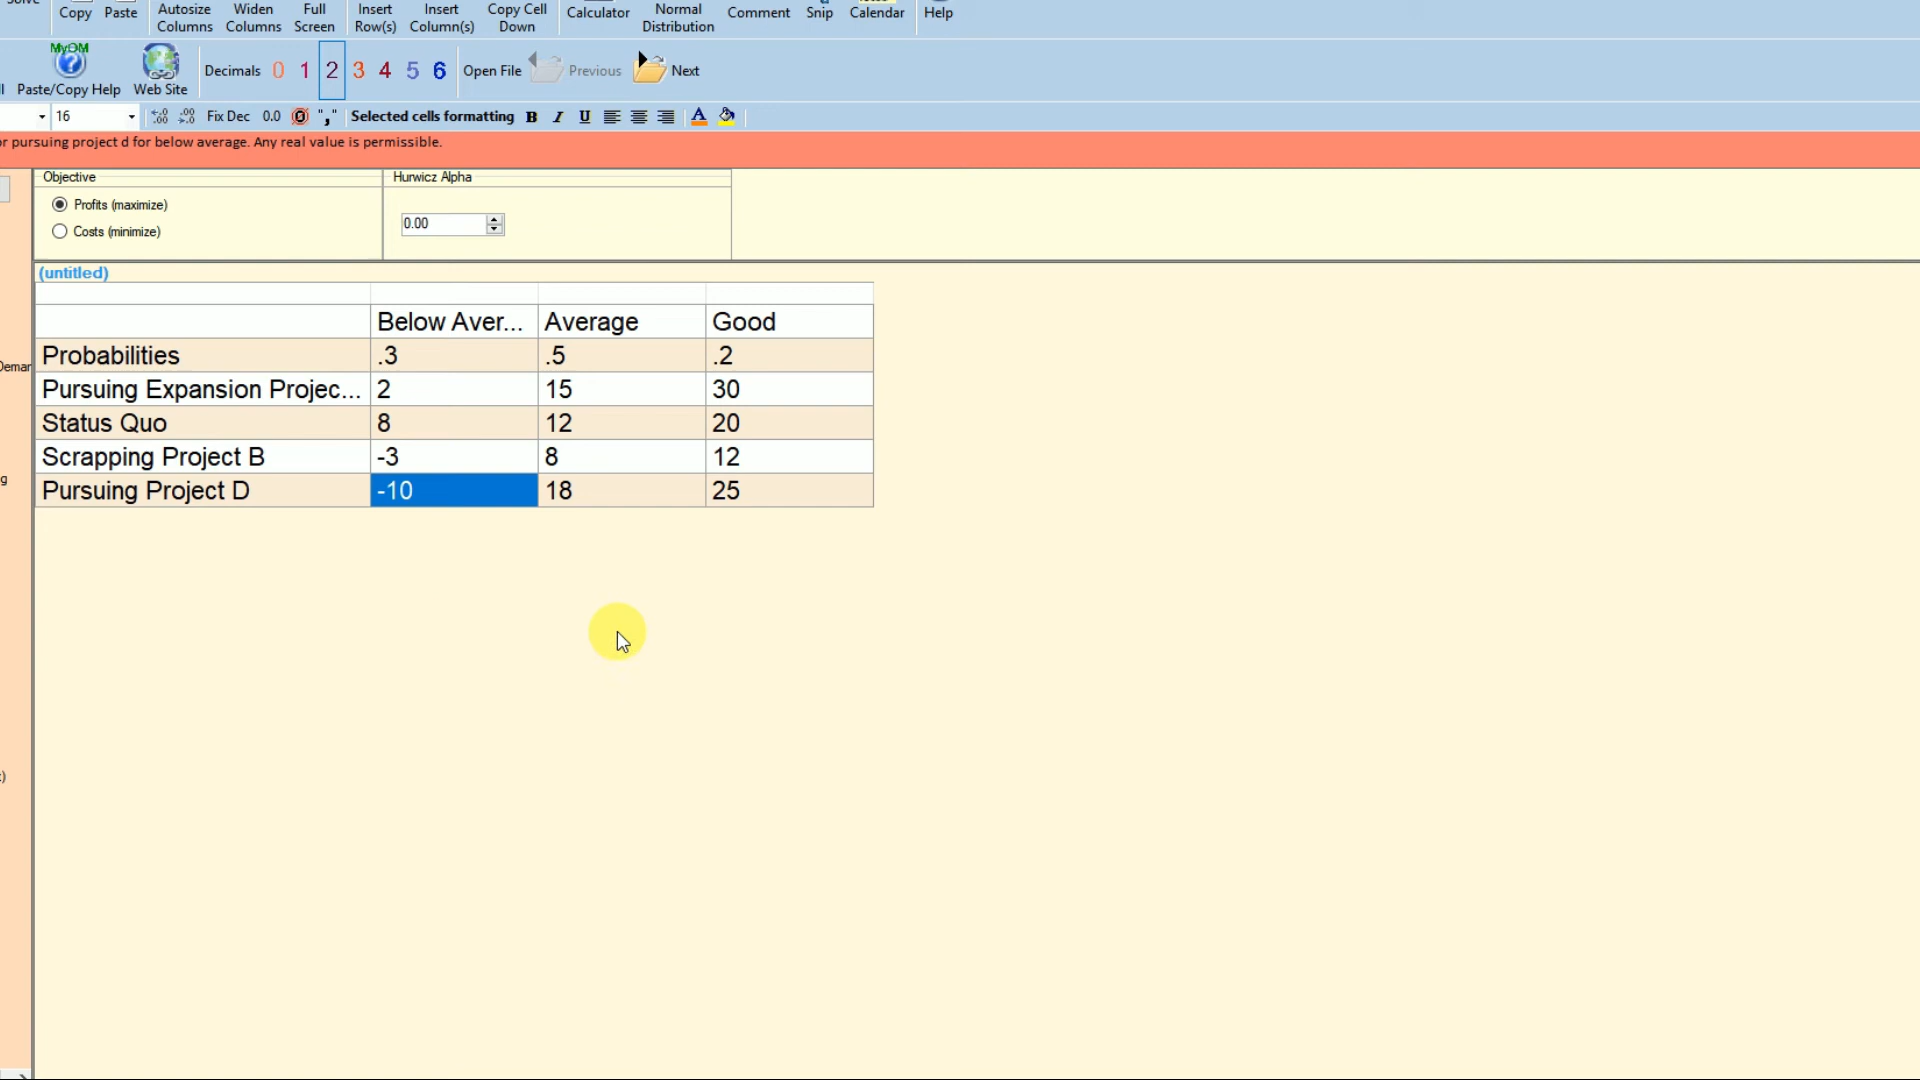 Copy Paste Autosize Columns Widen Columns Full Screen Insert Row(s) Insert Column(s) Copy Cell Down Calculator Normal Distribution Comment Snip Calendar Help
MyOM
Paste/Copy Help Web Site Decimals 0 1 2 3 4 5 6 Open File Previous Next
16 Fix Dec 0.0 "," Selected cells formatting B I U A
pursuing project d for below average. Any real value is permissible.
Objective Hurwicz Alpha
Profits (maximize) 0.00
Costs (minimize)
(untitled)
Below Aver... Average Good
Probabilities .3 .5 .2
Pursuing Expansion Projec... 2 15 30
Status Quo 8 12 20
Scrapping Project B -3 8 12
Pursuing Project D -10 18 25